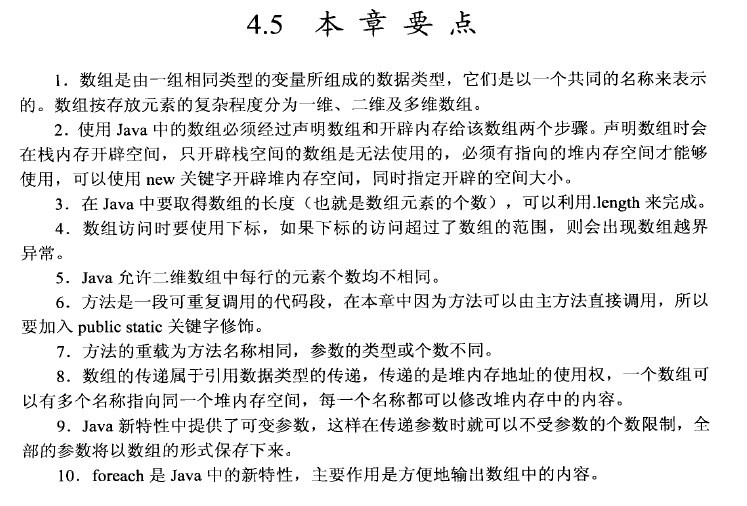 4.5 本章要点
1．数组是由一组相同类型的变量所组成的数据类型，它们是以一个共同的名称来表示
的。数组按存放元素的复杂程度分为一维、二维及多维数组。
2．使用 Java 中的数组必须经过声明数组和开辟内存给该数组两个步骤。声明数组时会
在栈内存开辟空间，只开辟栈空间的数组是无法使用的，必须有指向的堆内存空间才能够
使用，可以使用 new 关键字开辟堆内存空间，同时指定开辟的空间大小。
3．在 Java 中要取得数组的长度（也就是数组元素的个数），可以利用.length 来完成。
4．数组访问时要使用下标，如果下标的访问超过了数组的范围，则会出现数组越界
异常。
5．Java 允许二维数组中每行的元素个数均不相同。
6．方法是一段可重复调用的代码段，在本章中因为方法可以由主方法直接调用，所以
要加入 public static 关键字修饰。
7．方法的重载为方法名称相同，参数的类型或个数不同。
8．数组的传递属于引用数据类型的传递，传递的是堆内存地址的使用权，一个数组可
以有多个名称指向同一个堆内存空间，每一个名称都可以修改堆内存中的内容。
9．Java 新特性中提供了可变参数，这样在传递参数时就可以不受参数的个数限制，全
部的参数将以数组的形式保存下来。
10．foreach 是 Java 中的新特性，主要作用是方便地输出数组中的内容。